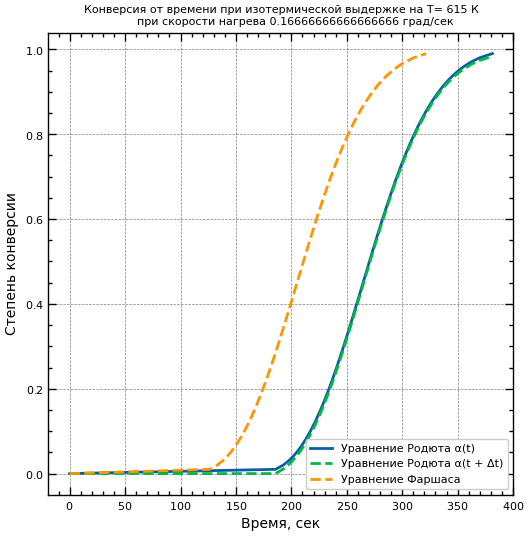 Конверсия от времени при изотермической выдержке на T= 615 К
при скорости нагрева 0.16666666666666666 град/сек
1.0
0.8
0.6
0.4
0.2
0.0
Степень конверсии
Уравнение Родюта α(t)
Уравнение Родюта α(t + Δt)
Уравнение Фаршаса
0 50 100 150 200 250 300 350 400
Время, сек